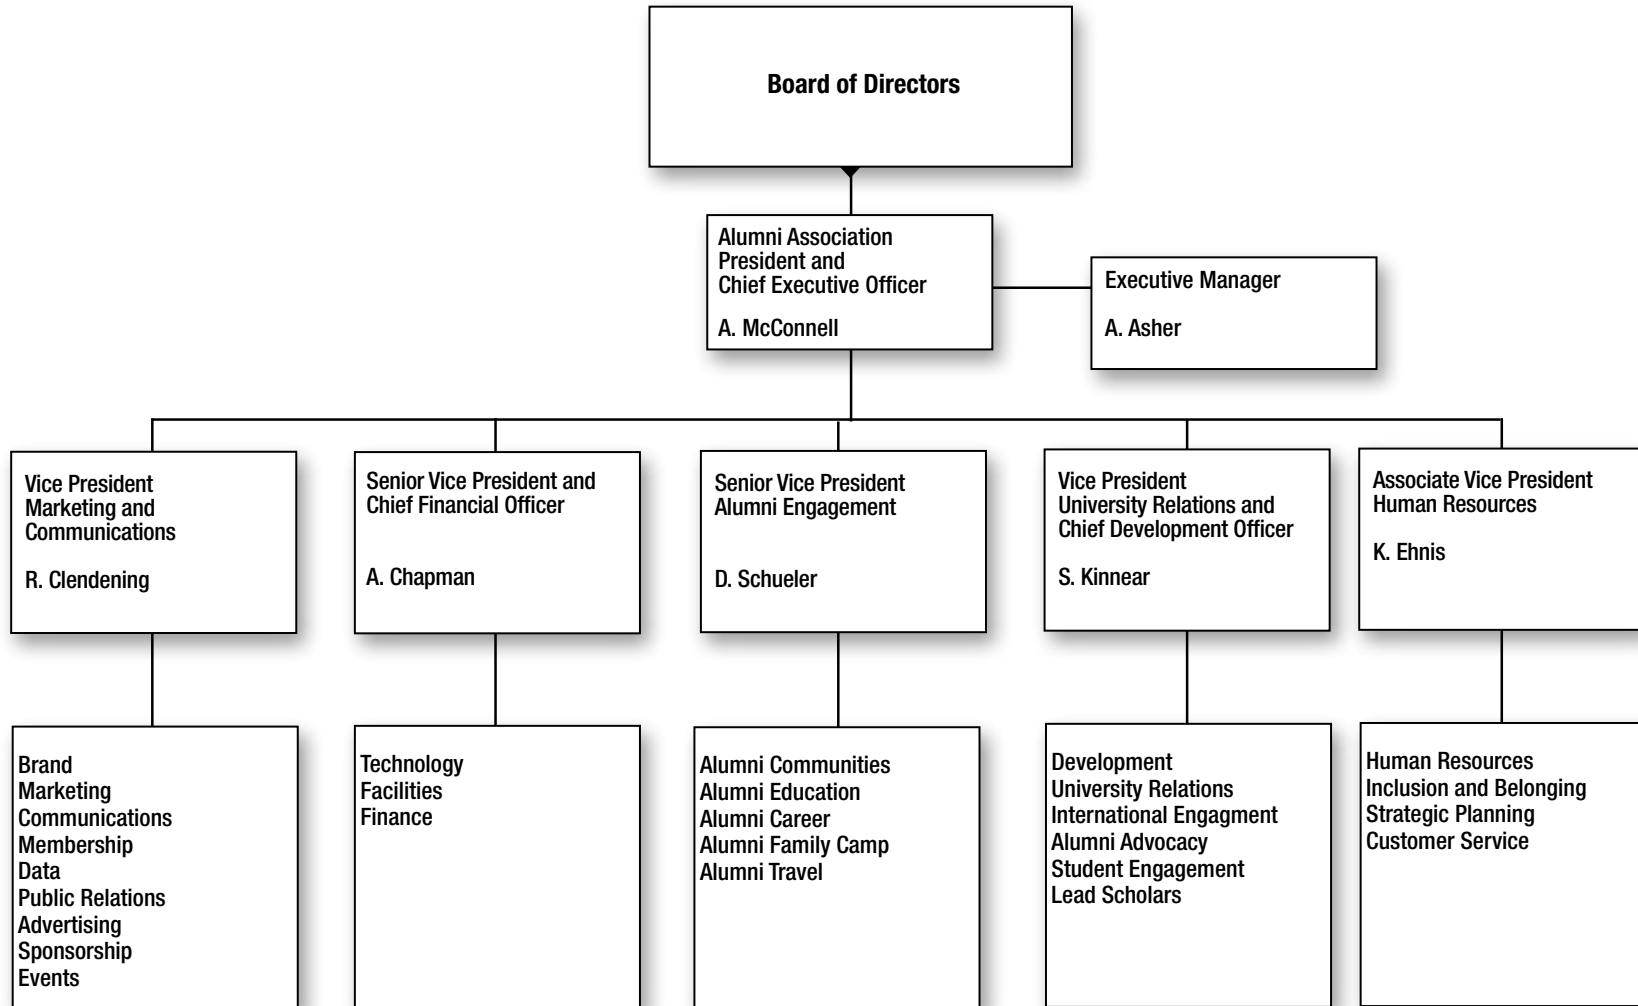 Board of Directors
Alumni Association
President and
Chief Executive Officer
A. McConnell
Executive Manager
A. Asher
Vice President
Marketing and
Communications
R. Clendening
Senior Vice President and
Chief Financial Officer
A. Chapman
Senior Vice President
Alumni Engagement
D. Schueler
Vice President
University Relations and
Chief Development Officer
S. Kinnear
Associate Vice President
Human Resources
K. Ehnis
Brand
Marketing
Communications
Membership
Data
Public Relations
Advertising
Sponsorship
Events
Technology
Facilities
Finance
Alumni Communities
Alumni Education
Alumni Career
Alumni Family Camp
Alumni Travel
Development
University Relations
International Engagment
Alumni Advocacy
Student Engagement
Lead Scholars
Human Resources
Inclusion and Belonging
Strategic Planning
Customer Service